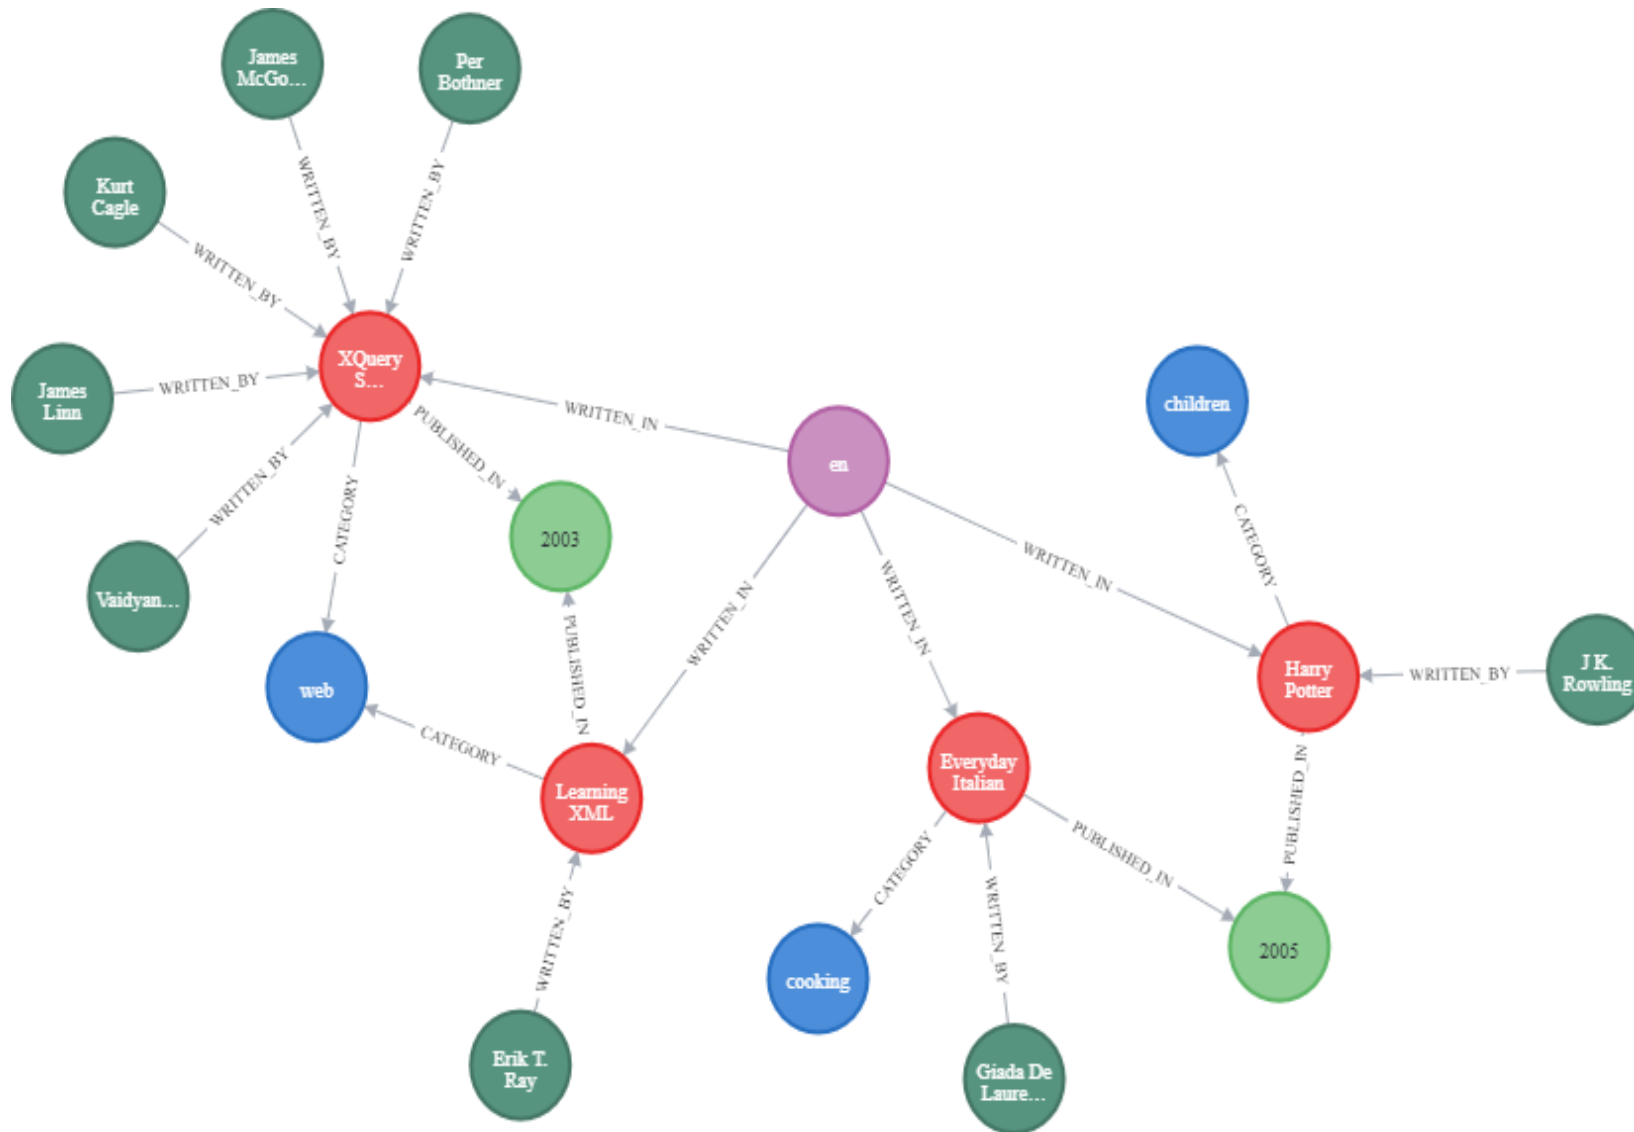 James
McGo...
Per
Bothner
WRITTEN_BY
WRITTEN_BY
Kurt
Cagle
WRITTEN_BY
XQuery
S...
James
Linn
WRITTEN_BY
children
WRITTEN_IN
PUBLISHED_IN
en
WRITTEN_BY
CATEGORY
2003
CATEGORY
WRITTEN_IN
Vaidyan...
WRITTEN_IN
WRITTEN_IN
PUBLISHED_IN
web
Harry
Potter
WRITTEN_BY
J K.
Rowling
CATEGORY
Learning
XML
Everyday
Italian
PUBLISHED_IN
PUBLISHED_IN
CATEGORY
WRITTEN_BY
WRITTEN_BY
cooking
2005
Erik T.
Ray
Giada De
Laure...